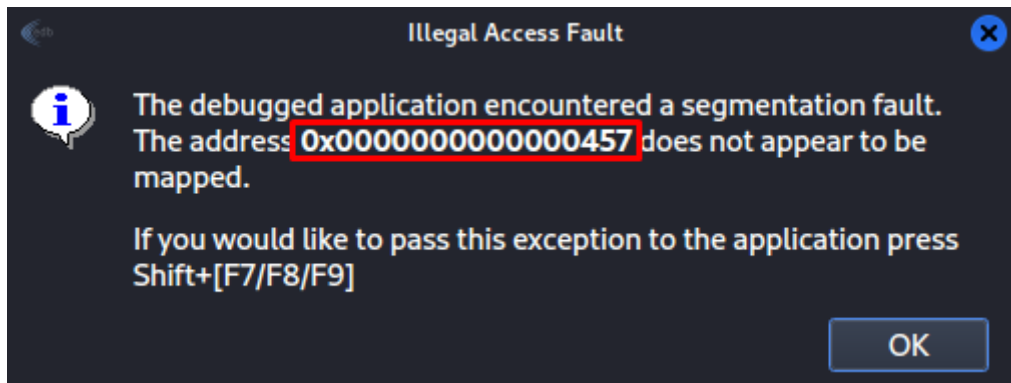 edb
Illegal Access Fault
The debugged application encountered a segmentation fault.
The address 0x0000000000000457 does not appear to be
mapped.
If you would like to pass this exception to the application press
Shift+[F7/F8/F9]
OK